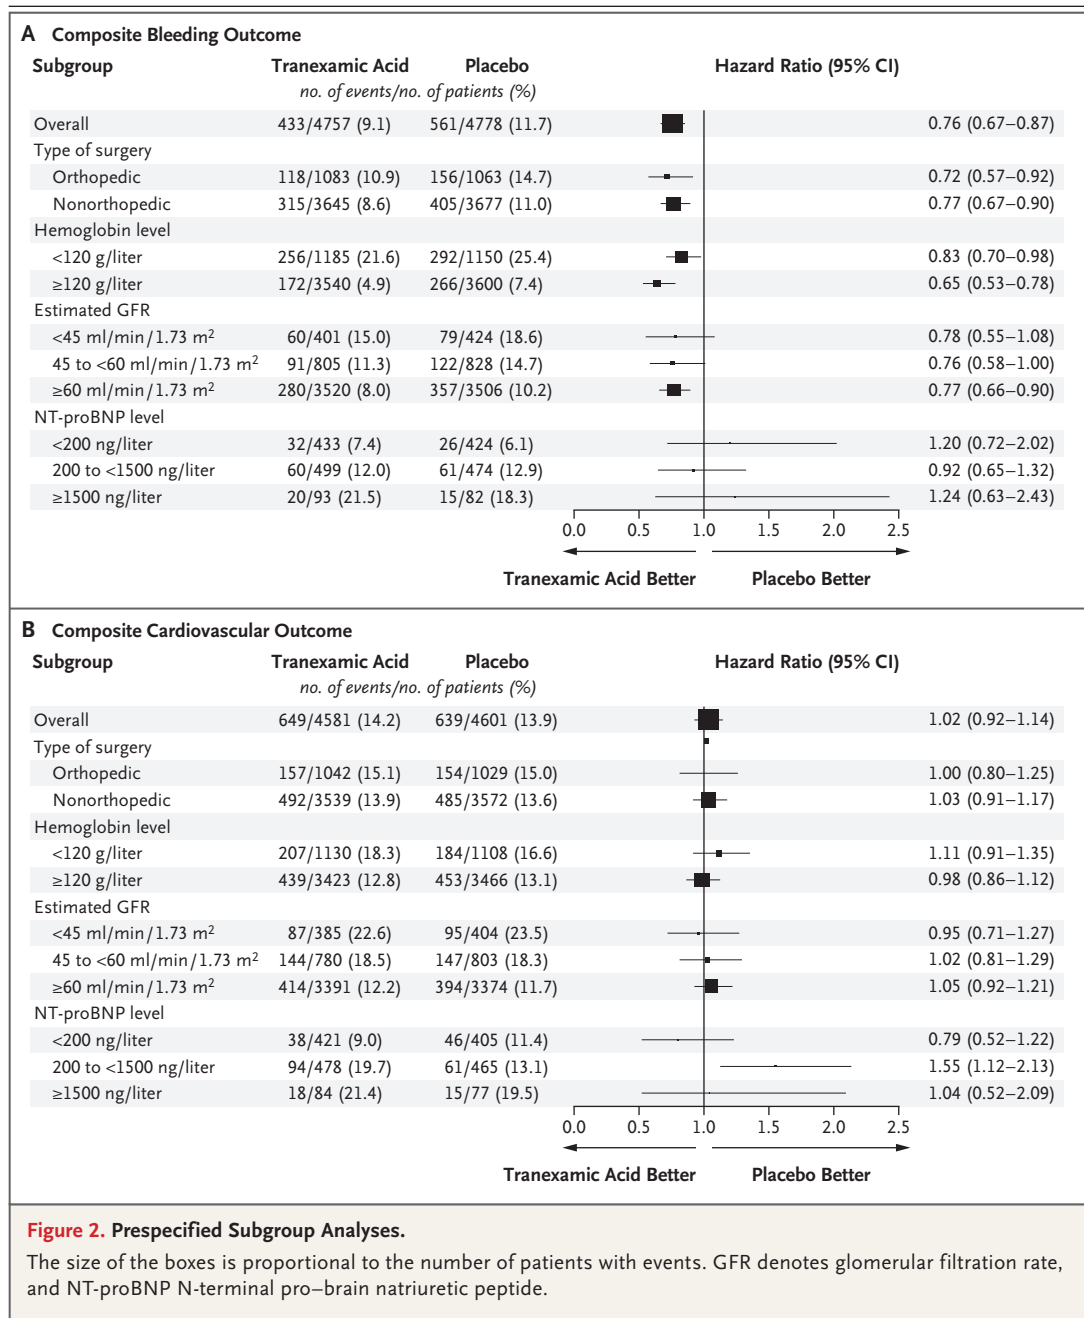 A Composite Bleeding Outcome
Subgroup Tranexamic Acid Placebo Hazard Ratio (95% CI)
no. of events/no. of patients (%)
Overall 433/4757 (9.1) 561/4778 (11.7) 0.76 (0.67–0.87)
Type of surgery
Orthopedic 118/1083 (10.9) 156/1063 (14.7) 0.72 (0.57–0.92)
Nonorthopedic 315/3645 (8.6) 405/3677 (11.0) 0.77 (0.67–0.90)
Hemoglobin level
<120 g/liter 256/1185 (21.6) 292/1150 (25.4) 0.83 (0.70–0.98)
≥120 g/liter 172/3540 (4.9) 266/3600 (7.4) 0.65 (0.53–0.78)
Estimated GFR
<45 ml/min/1.73 m² 60/401 (15.0) 79/424 (18.6) 0.78 (0.55–1.08)
45 to <60 ml/min/1.73 m² 91/805 (11.3) 122/828 (14.7) 0.76 (0.58–1.00)
≥60 ml/min/1.73 m² 280/3520 (8.0) 357/3506 (10.2) 0.77 (0.66–0.90)
NT-proBNP level
<200 ng/liter 32/433 (7.4) 26/424 (6.1) 1.20 (0.72–2.02)
200 to <1500 ng/liter 60/499 (12.0) 61/474 (12.9) 0.92 (0.65–1.32)
≥1500 ng/liter 20/93 (21.5) 15/82 (18.3) 1.24 (0.63–2.43)
0.0 0.5 1.0 1.5 2.0 2.5
Tranexamic Acid Better Placebo Better
B Composite Cardiovascular Outcome
Subgroup Tranexamic Acid Placebo Hazard Ratio (95% CI)
no. of events/no. of patients (%)
Overall 649/4581 (14.2) 639/4601 (13.9) 1.02 (0.92–1.14)
Type of surgery
Orthopedic 157/1042 (15.1) 154/1029 (15.0) 1.00 (0.80–1.25)
Nonorthopedic 492/3539 (13.9) 485/3572 (13.6) 1.03 (0.91–1.17)
Hemoglobin level
<120 g/liter 207/1130 (18.3) 184/1108 (16.6) 1.11 (0.91–1.35)
≥120 g/liter 439/3423 (12.8) 453/3466 (13.1) 0.98 (0.86–1.12)
Estimated GFR
<45 ml/min/1.73 m² 87/385 (22.6) 95/404 (23.5) 0.95 (0.71–1.27)
45 to <60 ml/min/1.73 m² 144/780 (18.5) 147/803 (18.3) 1.02 (0.81–1.29)
≥60 ml/min/1.73 m² 414/3391 (12.2) 394/3374 (11.7) 1.05 (0.92–1.21)
NT-proBNP level
<200 ng/liter 38/421 (9.0) 46/405 (11.4) 0.79 (0.52–1.22)
200 to <1500 ng/liter 94/478 (19.7) 61/465 (13.1) 1.55 (1.12–2.13)
≥1500 ng/liter 18/84 (21.4) 15/77 (19.5) 1.04 (0.52–2.09)
0.0 0.5 1.0 1.5 2.0 2.5
Tranexamic Acid Better Placebo Better
Figure 2. Prespecified Subgroup Analyses.
The size of the boxes is proportional to the number of patients with events. GFR denotes glomerular filtration rate,
and NT-proBNP N-terminal pro–brain natriuretic peptide.